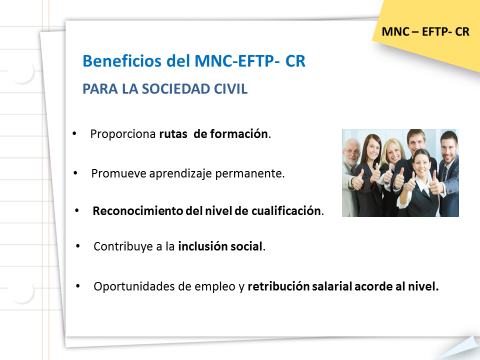 MNC – EFTP- CR
Beneficios del MNC-EFTP- CR
PARA LA SOCIEDAD CIVIL
• Proporciona rutas de formación.
• Promueve aprendizaje permanente.
• Reconocimiento del nivel de cualificación.
• Contribuye a la inclusión social.
• Oportunidades de empleo y retribución salarial acorde al nivel.